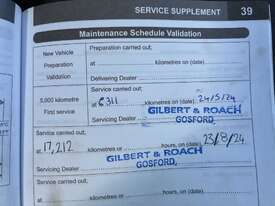 SERVICE SUPPLEMENT 39
Maintenance Schedule Validation
New Vehicle
Preparation
Validation
Preparation carried out;
at kilometres on (date)
Delivering Dealer
5,000 kilometre
First service
Service carried out;
at 6311 kilometres on (date), 24/5/24
Servicing Dealer GILBERT & ROACH
GOSFORD,
Service carried out;
at 17,212 kilometres or hours, on (date) 23/8/24
GILBERT & ROACH
Servicing Dealer GOSFORD,
Service carried out;
at kilometres or hours, on (date)